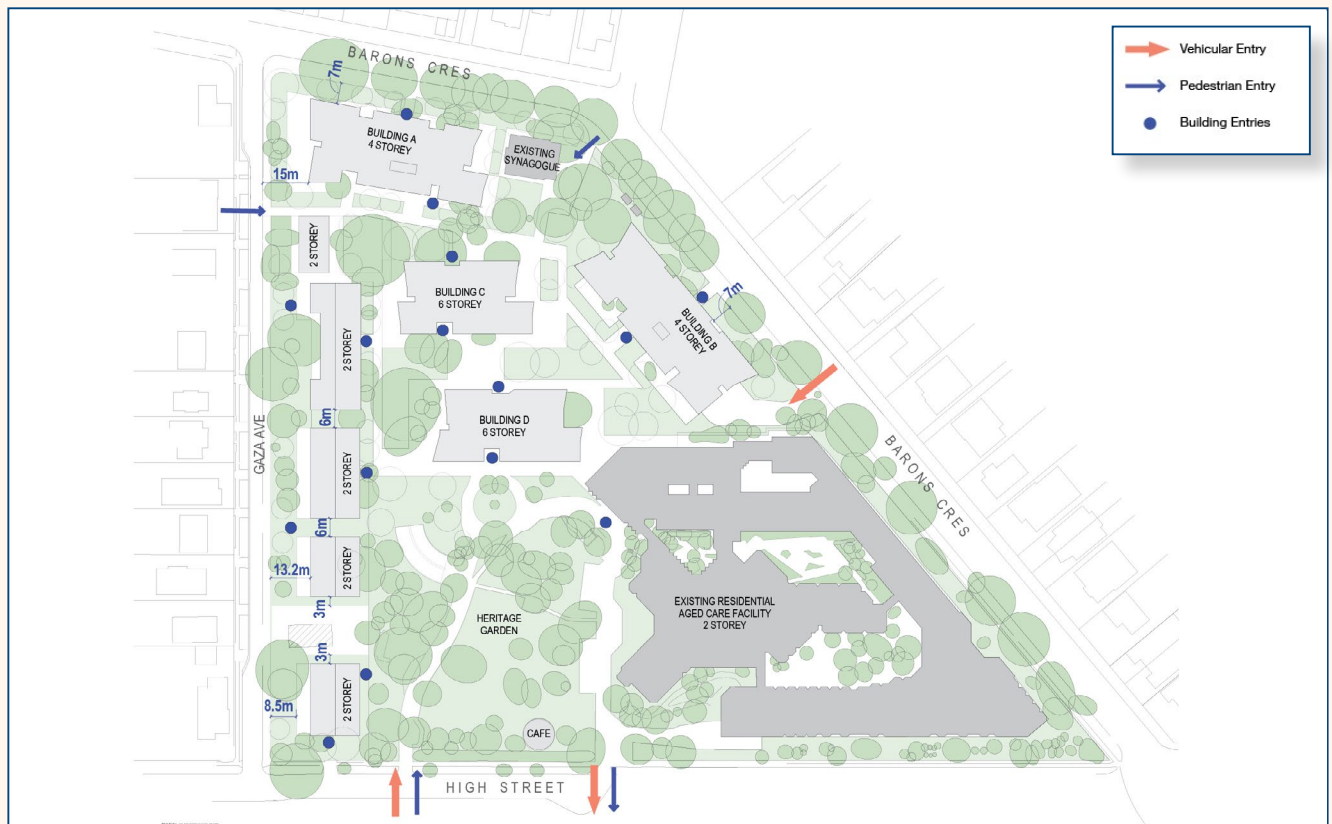 Vehicular Entry
Pedestrian Entry
Building Entries
BARONS CRES
7m
BUILDING A
4 STOREY
EXISTING
SYNAGOGUE
15m
2 STOREY
BUILDING C
6 STOREY
BUILDING B
4 STOREY
7m
2 STOREY
BUILDING D
6 STOREY
6m
GAZA AVE
2 STOREY
BARONS CRES
6m
2 STOREY
13.2m
3m
HERITAGE
GARDEN
EXISTING RESIDENTIAL
AGED CARE FACILITY
2 STOREY
3m
2 STOREY
8.5m
CAFE
HIGH STREET